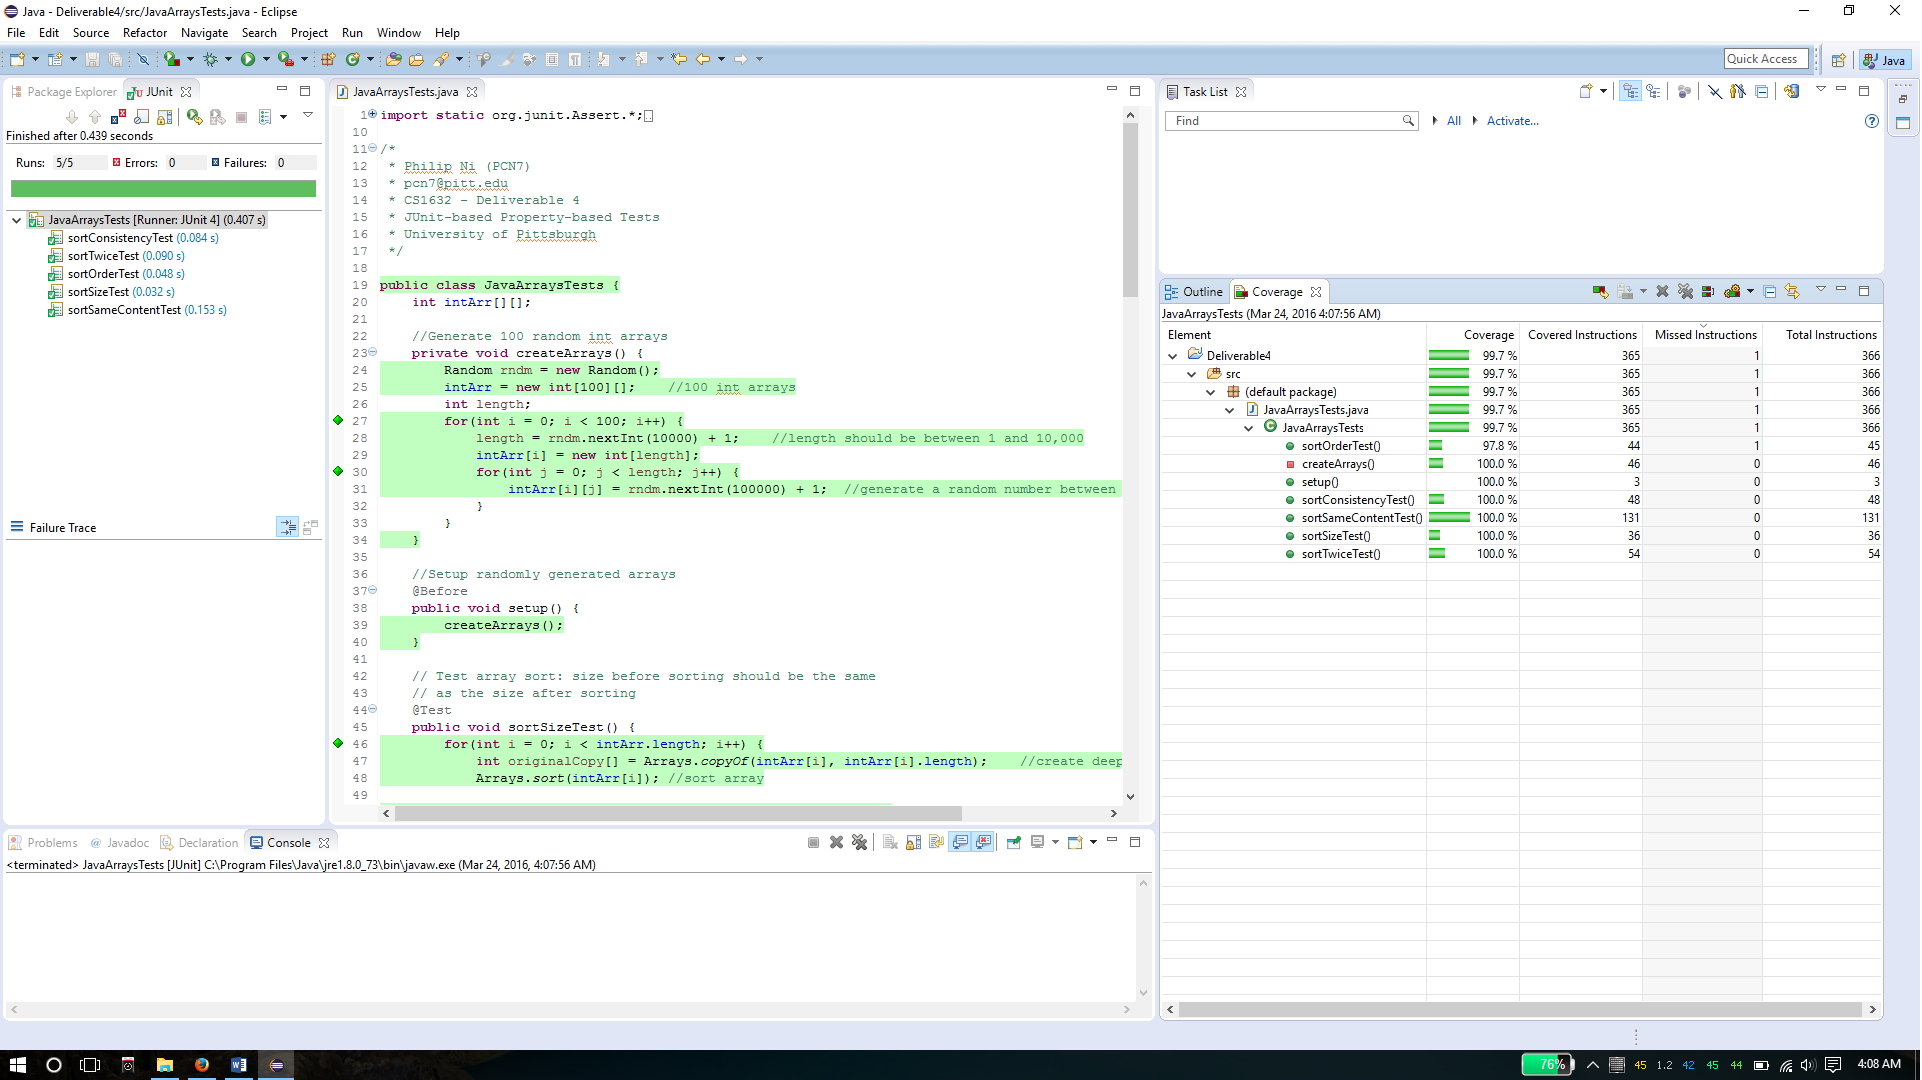 Java - Deliverable4/src/JavaArraysTests.java - Eclipse
File Edit Source Refactor Navigate Search Project Run Window Help
Quick Access Java
Package Explorer JUnit
Finished after 0.439 seconds
Runs: 5/5 Errors: 0 Failures: 0
JavaArraysTests [Runner: JUnit 4] (0.407 s)
sortConsistencyTest (0.084 s)
sortTwiceTest (0.090 s)
sortOrderTest (0.048 s)
sortSizeTest (0.032 s)
sortSameContentTest (0.153 s)
Failure Trace
JavaArraysTests.java
1 import static org.junit.Assert.*;
10
11 /*
12 * Philip Ni (PCN7)
13 * pcn7@pitt.edu
14 * CS1632 - Deliverable 4
15 * JUnit-based Property-based Tests
16 * University of Pittsburgh
17 */
18
19 public class JavaArraysTests {
20 int intArr[][];
21
22 //Generate 100 random int arrays
23 private void createArrays() {
24 Random rndm = new Random();
25 intArr = new int[100][]; //100 int arrays
26 int length;
27 for(int i = 0; i < 100; i++) {
28 length = rndm.nextInt(10000) + 1; //length should be between 1 and 10,000
29 intArr[i] = new int[length];
30 for(int j = 0; j < length; j++) {
31 intArr[i][j] = rndm.nextInt(100000) + 1; //generate a random number between
32 }
33 }
34 }
35
36 //Setup randomly generated arrays
37 @Before
38 public void setup() {
39 createArrays();
40 }
41
42 // Test array sort: size before sorting should be the same
43 // as the size after sorting
44 @Test
45 public void sortSizeTest() {
46 for(int i = 0; i < intArr.length; i++) {
47 int originalCopy[] = Arrays.copyOf(intArr[i], intArr[i].length); //create deep
48 Arrays.sort(intArr[i]); //sort array
49
Task List
Find All Activate...
Outline Coverage
JavaArraysTests (Mar 24, 2016 4:07:56 AM)
Element Coverage Covered Instructions Missed Instructions Total Instructions
Deliverable4 99.7 % 365 1 366
src 99.7 % 365 1 366
(default package) 99.7 % 365 1 366
JavaArraysTests.java 99.7 % 365 1 366
JavaArraysTests 99.7 % 365 1 366
sortOrderTest() 97.8 % 44 1 45
createArrays() 100.0 % 46 0 46
setup() 100.0 % 3 0 3
sortConsistencyTest() 100.0 % 48 0 48
sortSameContentTest() 100.0 % 131 0 131
sortSizeTest() 100.0 % 36 0 36
sortTwiceTest() 100.0 % 54 0 54
Problems Javadoc Declaration Console
<terminated> JavaArraysTests [JUnit] C:\Program Files\Java\jre1.8.0_73\bin\javaw.exe (Mar 24, 2016, 4:07:56 AM)
76% 45 1.2 42 45 44 4:08 AM